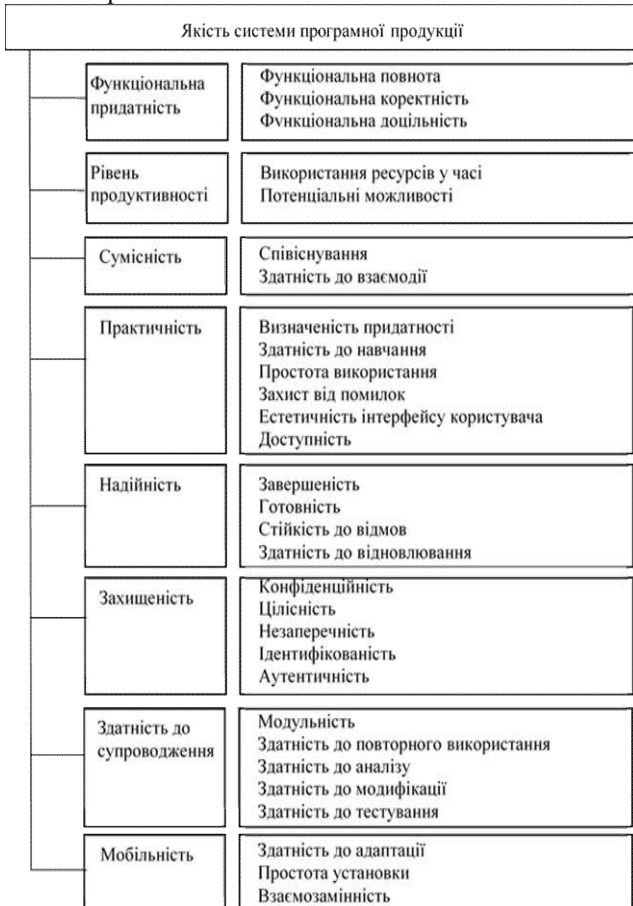 Якість системи програмної продукції
Функціональна
придатність
Функціональна повнота
Функціональна коректність
Функціональна доцільність
Рівень
продуктивності
Використання ресурсів у часі
Потенціальні можливості
Сумісність
Співіснування
Здатність до взаємодії
Практичність
Визначеність придатності
Здатність до навчання
Простота використання
Захист від помилок
Естетичність інтерфейсу користувача
Доступність
Надійність
Завершеність
Готовність
Стійкість до відмов
Здатність до відновлювання
Захищеність
Конфіденційність
Цілісність
Незаперечність
Ідентифікованість
Аутентичність
Здатність до
супроводження
Модульність
Здатність до повторного використання
Здатність до аналізу
Здатність до модифікації
Здатність до тестування
Мобільність
Здатність до адаптації
Простота установки
Взаємозамінність